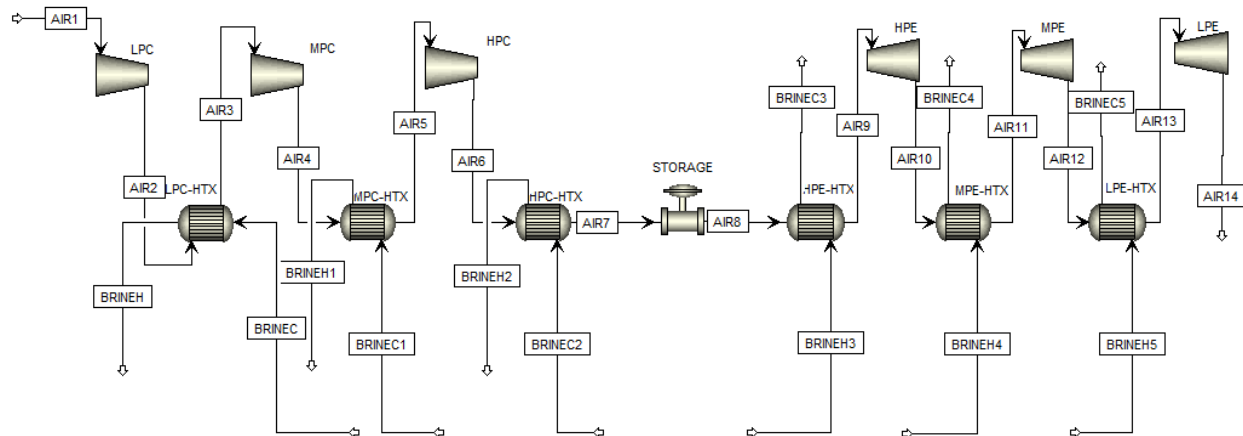 AIR1
LPC
MPC
HPC
HPE
MPE
LPE
AIR3
AIR5
BRINEC3
BRINEC4
BRINEC5
AIR9
AIR11
AIR13
AIR4
AIR6
AIR10
AIR12
STORAGE
AIR2
LPC-HTX
MPC-HTX
HPC-HTX
HPE-HTX
MPE-HTX
LPE-HTX
AIR14
AIR7
AIR8
BRINEH1
BRINEH2
BRINEH
BRINEC
BRINEC1
BRINEC2
BRINEH3
BRINEH4
BRINEH5